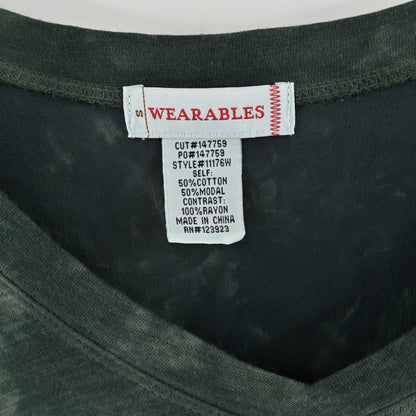 S WEARABLES
CUT#147759
PO#147759
STYLE#11176W
SELF:
50%COTTON
50%MODAL
CONTRAST:
100%RAYON
MADE IN CHINA
RN#123923